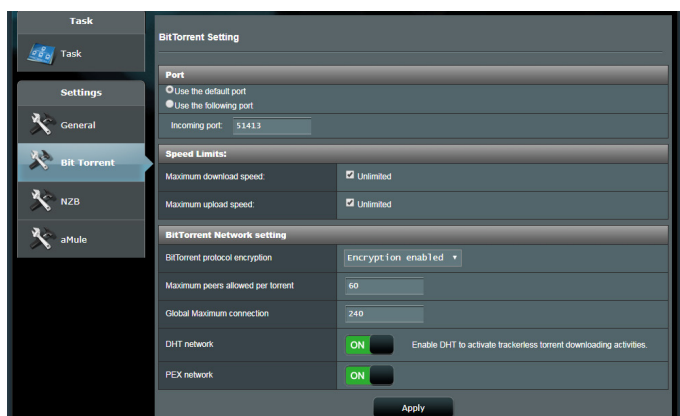 Task
Task
Settings
General
Bit Torrent
NZB
aMule
BitTorrent Setting
Port
Use the default port
Use the following port
Incoming port: 51413
Speed Limits:
Maximum download speed: Unlimited
Maximum upload speed: Unlimited
BitTorrent Network setting
BitTorrent protocol encryption Encryption enabled
Maximum peers allowed per torrent 60
Global Maximum connection 240
DHT network ON Enable DHT to activate trackerless torrent downloading activities.
PEX network ON
Apply